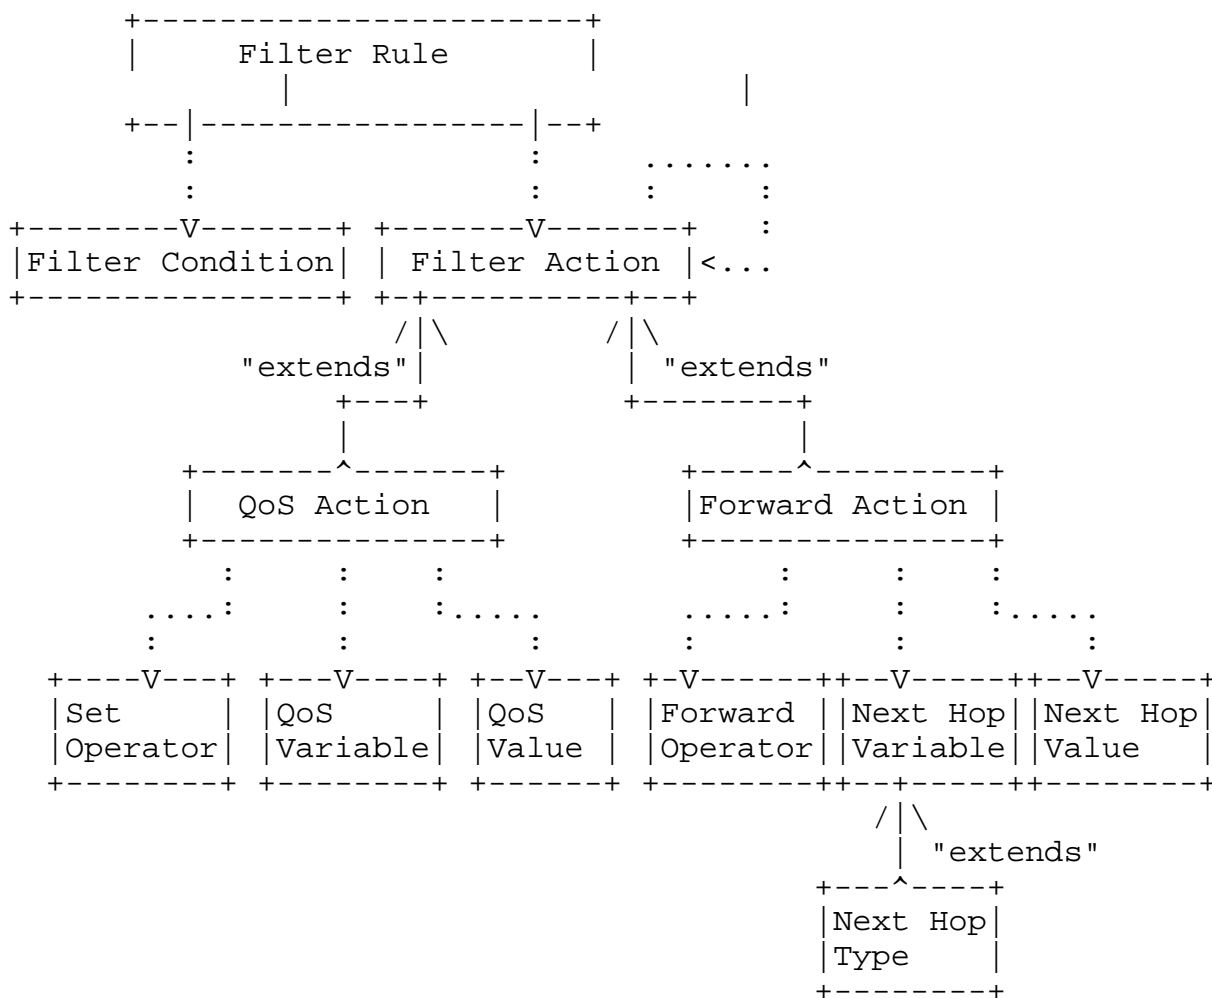 Filter Rule
Filter Condition Filter Action
"extends" "extends"
QoS Action Forward Action
Set QoS QoS Forward Next Hop Next Hop
Operator Variable Value Operator Variable Value
"extends"
Next Hop
Type